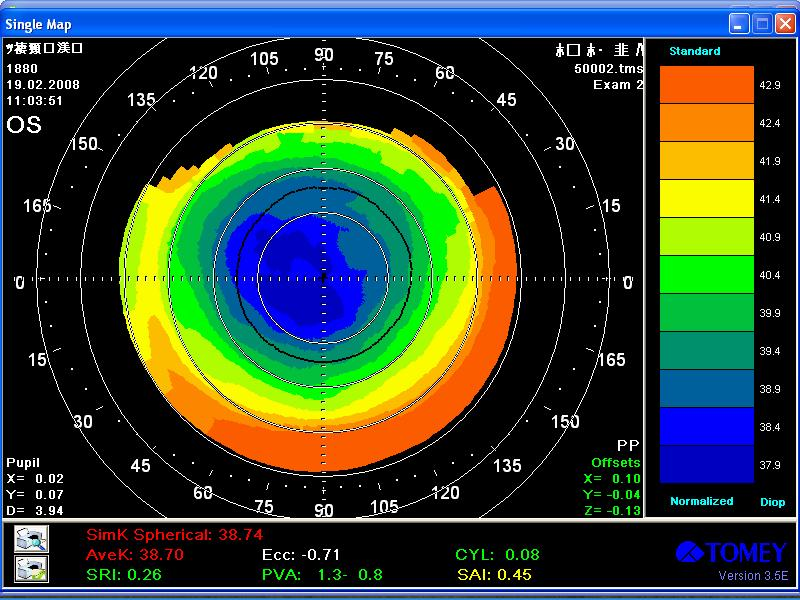 Single Map
1880
19.02.2008
11:03:51
OS
50002.tms
Exam 2
90
105
75
120
60
135
45
150
30
165
15
0
0
15
165
30
150
45
135
60
120
75
105
90
Standard
42.9
42.4
41.9
41.4
40.9
40.4
39.9
39.4
38.9
38.4
37.9
Normalized
Diop
Pupil
X= 0.02
Y= 0.07
D= 3.94
PP
Offsets
X= 0.10
Y= -0.04
Z= -0.13
SimK Spherical: 38.74
AveK: 38.70
Ecc: -0.71
CYL: 0.08
SRI: 0.26
PVA: 1.3- 0.8
SAI: 0.45
TOMEY
Version 3.5E